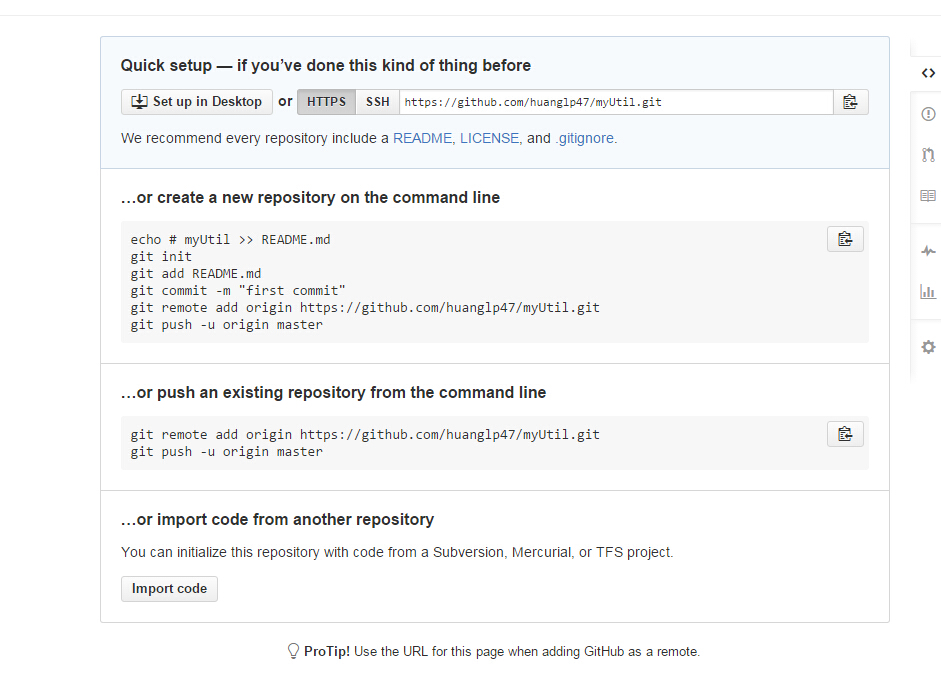 Quick setup — if you’ve done this kind of thing before
Set up in Desktop or HTTPS SSH https://github.com/huanglp47/myUtil.git
We recommend every repository include a README, LICENSE, and .gitignore.
…or create a new repository on the command line
echo # myUtil >> README.md
git init
git add README.md
git commit -m "first commit"
git remote add origin https://github.com/huanglp47/myUtil.git
git push -u origin master
…or push an existing repository from the command line
git remote add origin https://github.com/huanglp47/myUtil.git
git push -u origin master
…or import code from another repository
You can initialize this repository with code from a Subversion, Mercurial, or TFS project.
Import code
ProTip! Use the URL for this page when adding GitHub as a remote.